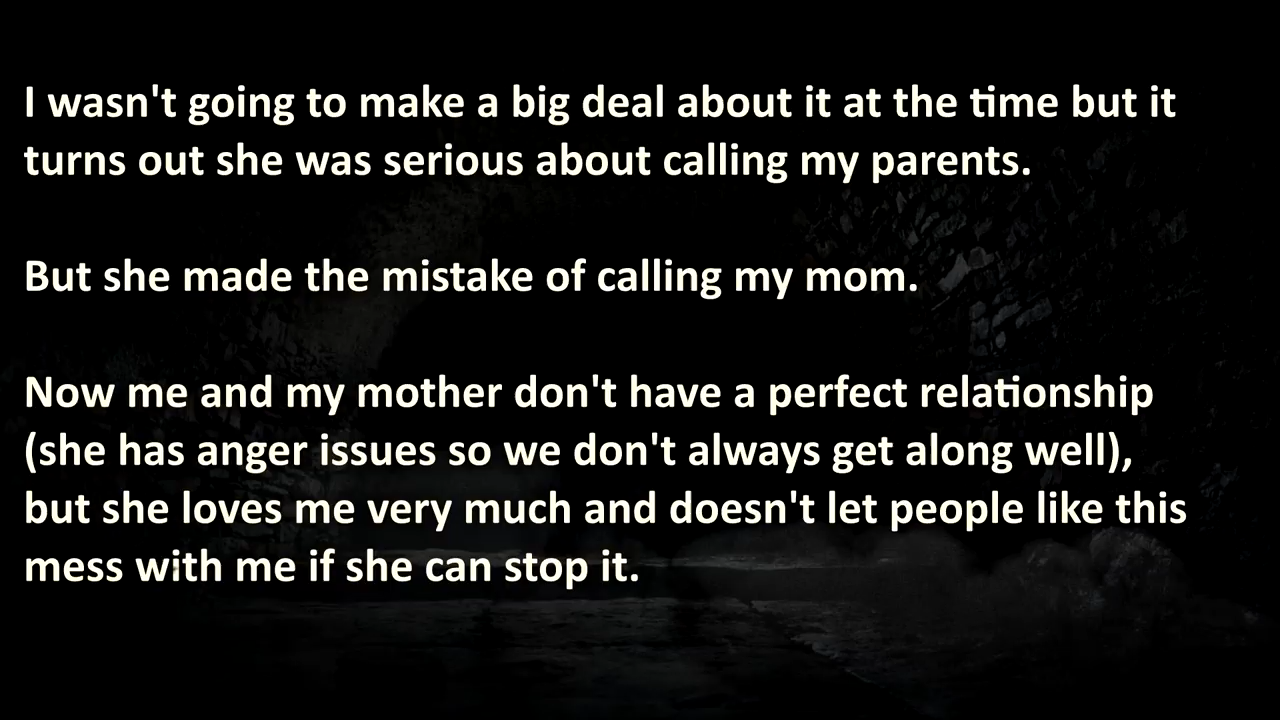 I wasn't going to make a big deal about it at the time but it
turns out she was serious about calling my parents.
But she made the mistake of calling my mom.
Now me and my mother don't have a perfect relationship
(she has anger issues so we don't always get along well),
but she loves me very much and doesn't let people like this
mess with me if she can stop it.